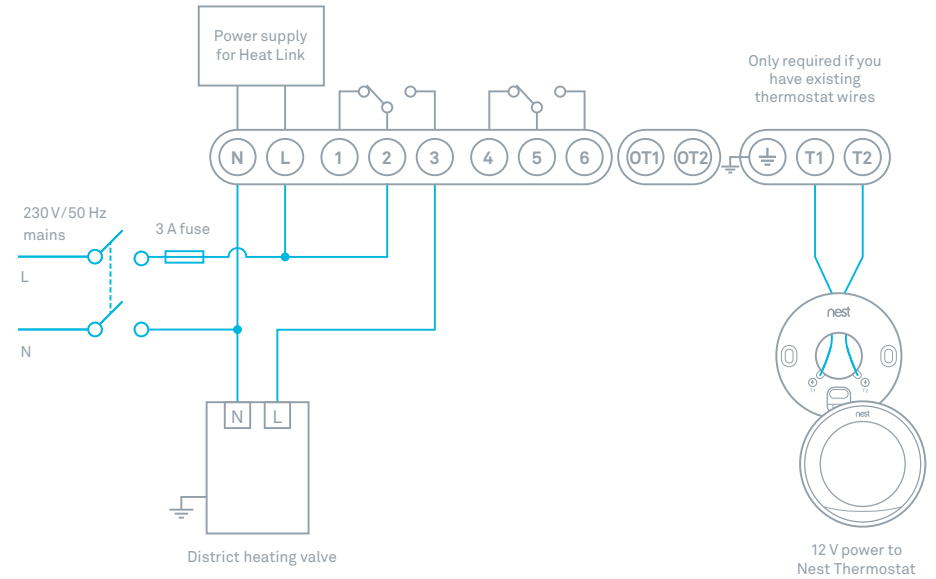 Power supply
for Heat Link
Only required if you
have existing
thermostat wires
N L 1 2 3 4 5 6 OT1 OT2 T1 T2
230 V/50 Hz
mains
3 A fuse
L
N
nest
T1 T2
nest
N L
District heating valve
12 V power to
Nest Thermostat